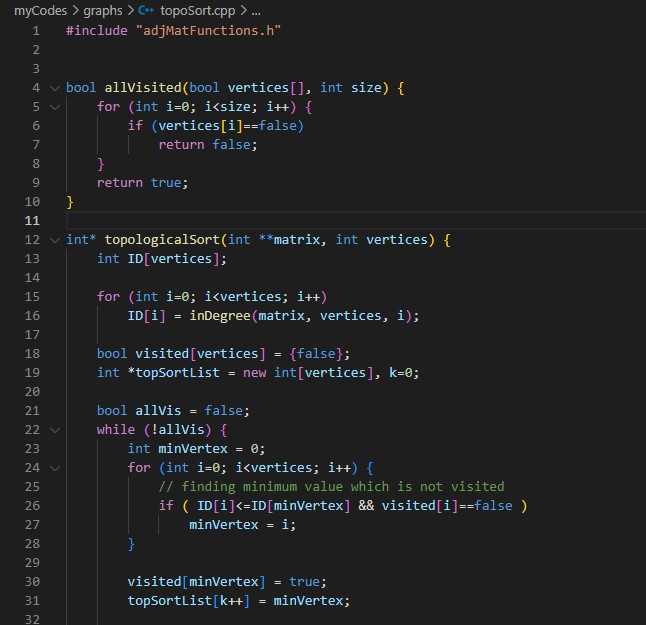 myCodes > graphs > C++ topoSort.cpp > ...
1 #include "adjMatFunctions.h"
2
3
4 bool allVisited(bool vertices[], int size) {
5     for (int i=0; i<size; i++) {
6         if (vertices[i]==false)
7             return false;
8     }
9     return true;
10 }
11
12 int* topologicalSort(int **matrix, int vertices) {
13     int ID[vertices];
14
15     for (int i=0; i<vertices; i++)
16         ID[i] = inDegree(matrix, vertices, i);
17
18     bool visited[vertices] = {false};
19     int *topSortList = new int[vertices], k=0;
20
21     bool allVis = false;
22     while (!allVis) {
23         int minVertex = 0;
24         for (int i=0; i<vertices; i++) {
25             // finding minimum value which is not visited
26             if ( ID[i]<=ID[minVertex] && visited[i]==false )
27                 minVertex = i;
28         }
29
30         visited[minVertex] = true;
31         topSortList[k++] = minVertex;
32